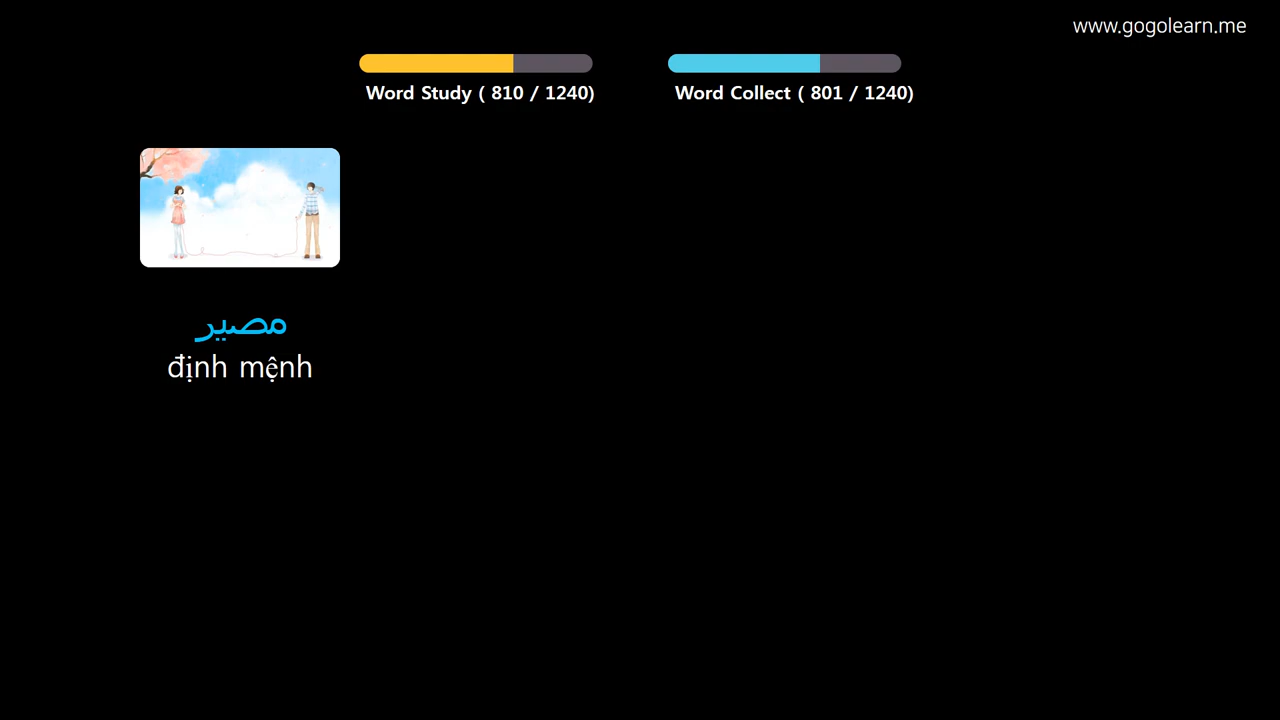 www.gogolearn.me
Word Study ( 810 / 1240)
Word Collect ( 801 / 1240)
مصير
định mệnh